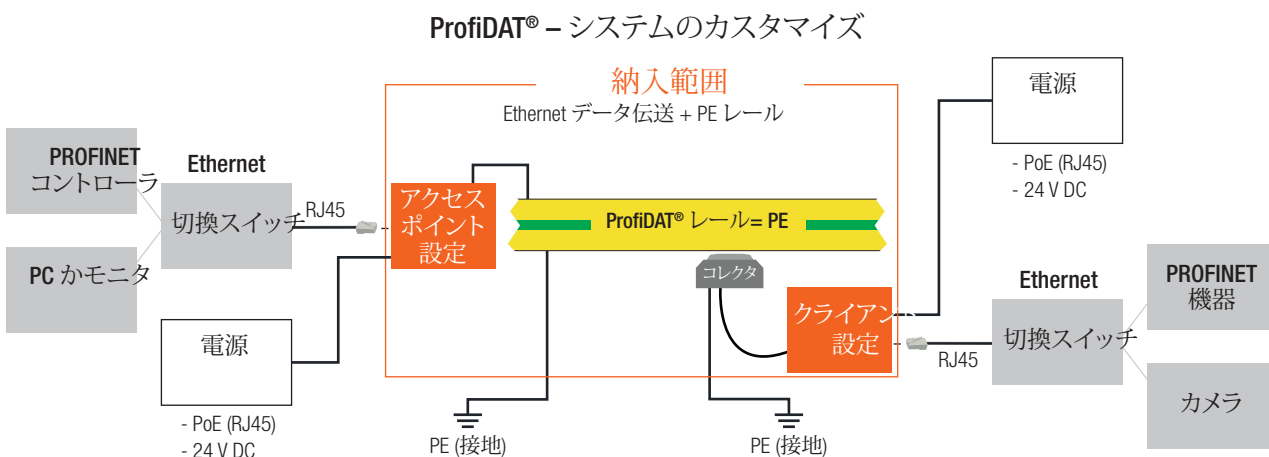 ProfiDAT® – システムのカスタマイズ
納入範囲
Ethernet データ伝送 + PE レール
電源
- PoE (RJ45)
- 24 V DC
PROFINET
コントローラ
PC かモニタ
Ethernet
切換スイッチ
RJ45
アクセス
ポイント
設定
ProfiDAT® レール= PE
コレクタ
クライアント
設定
RJ45
Ethernet
切換スイッチ
PROFINET
機器
カメラ
電源
- PoE (RJ45)
- 24 V DC
PE (接地)
PE (接地)